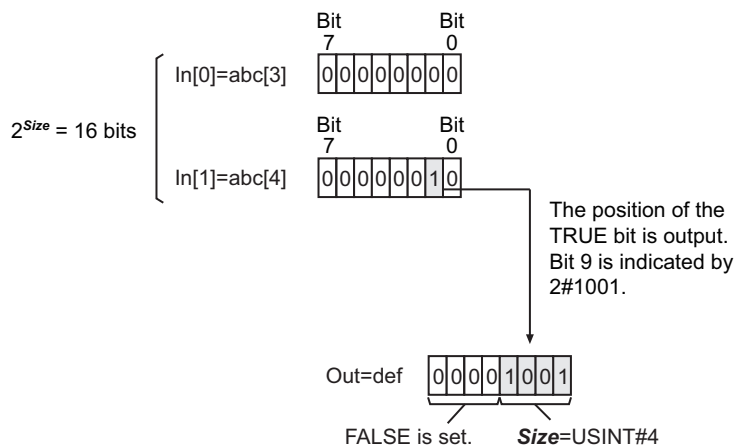 Bit Bit
7 0
In[0]=abc[3] 0 0 0 0 0 0 0 0
2^Size = 16 bits
Bit Bit
7 0
In[1]=abc[4] 0 0 0 0 0 0 1 0
The position of the
TRUE bit is output.
Bit 9 is indicated by
2#1001.
Out=def 0 0 0 0 1 0 0 1
FALSE is set. Size=USINT#4